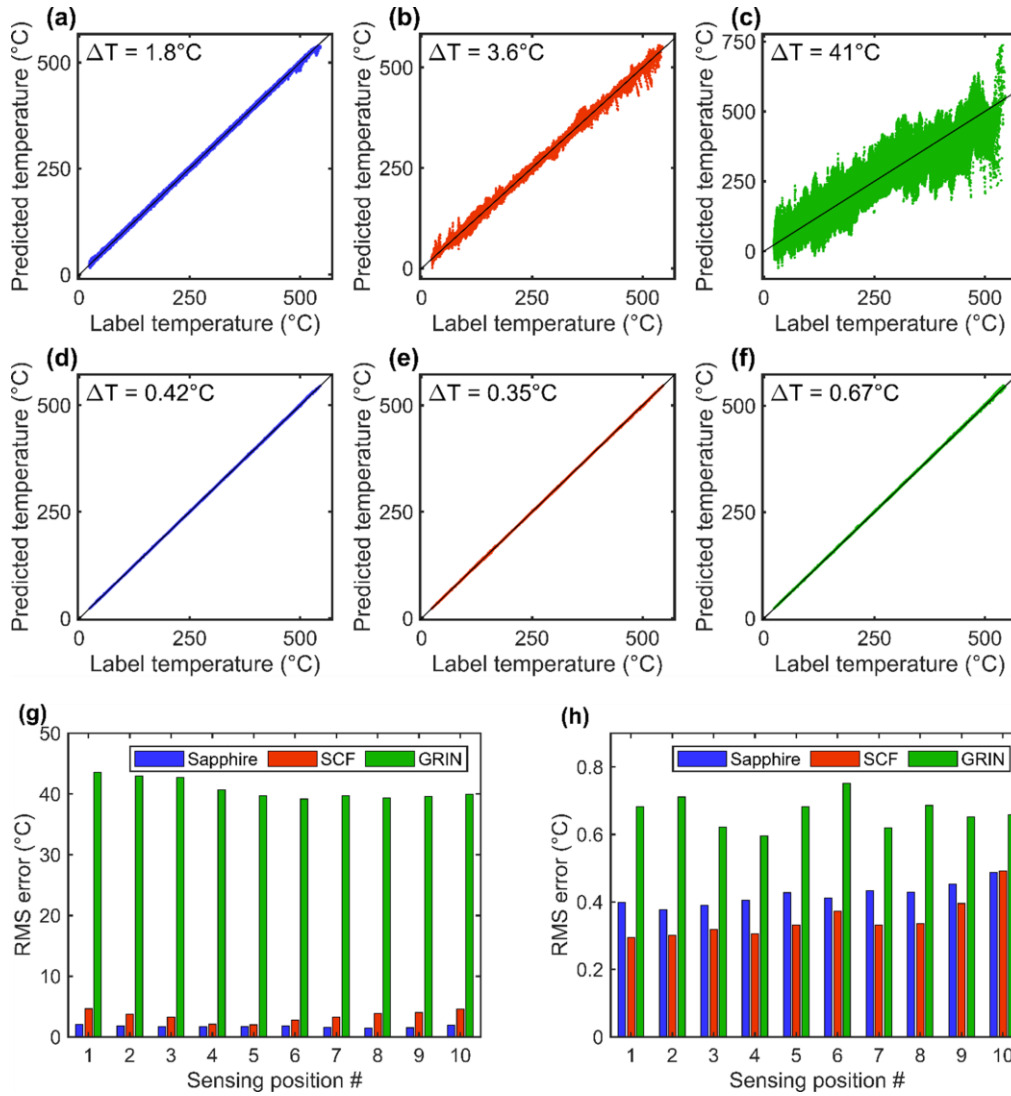 (a)
ΔT = 1.8°C
500
250
0
0
250
500
Predicted temperature (°C)
Label temperature (°C)
(b)
ΔT = 3.6°C
500
250
0
0
250
500
Predicted temperature (°C)
Label temperature (°C)
(c)
ΔT = 41°C
750
500
250
0
0
250
500
Predicted temperature (°C)
Label temperature (°C)
(d)
ΔT = 0.42°C
500
250
0
0
250
500
Predicted temperature (°C)
Label temperature (°C)
(e)
ΔT = 0.35°C
500
250
0
0
250
500
Predicted temperature (°C)
Label temperature (°C)
(f)
ΔT = 0.67°C
500
250
0
0
250
500
Predicted temperature (°C)
Label temperature (°C)
(g)
50
40
30
20
10
0
RMS error (°C)
Sapphire SCF GRIN
1 2 3 4 5 6 7 8 9 10
Sensing position #
(h)
0.8
0.6
0.4
0.2
0
RMS error (°C)
Sapphire SCF GRIN
1 2 3 4 5 6 7 8 9 10
Sensing position #